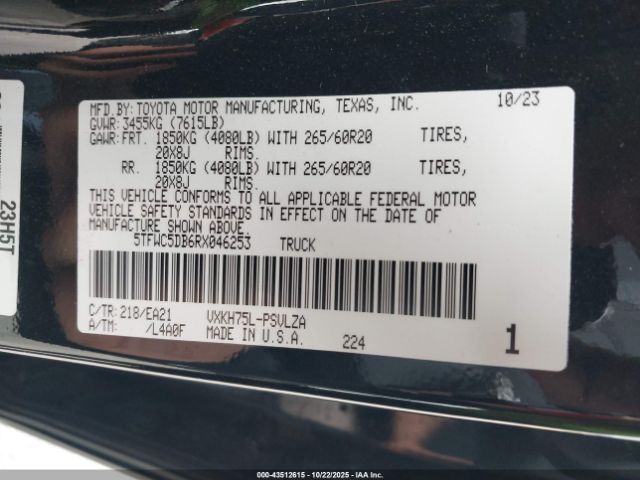 MFD.BY: TOYOTA MOTOR MANUFACTURING, TEXAS, INC. 10/23
GVWR: 3455KG (7615LB)
GAWR: FRT. 1850KG (4080LB) WITH 265/60R20 TIRES,
20X8J RIMS.
RR. 1850KG (4080LB) WITH 265/60R20 TIRES,
20X8J RIMS.
THIS VEHICLE CONFORMS TO ALL APPLICABLE FEDERAL MOTOR
VEHICLE SAFETY STANDARDS IN EFFECT ON THE DATE OF
MANUFACTURE SHOWN ABOVE.
5TFWC5DB6RX046253 TRUCK
C/TR: 218/EA21 VXKH75L-PSVLZA
A/TM: /L4A0F MADE IN U.S.A. 224 1
23H5T
000-43512615 - 10/22/2025 - IAA Inc.